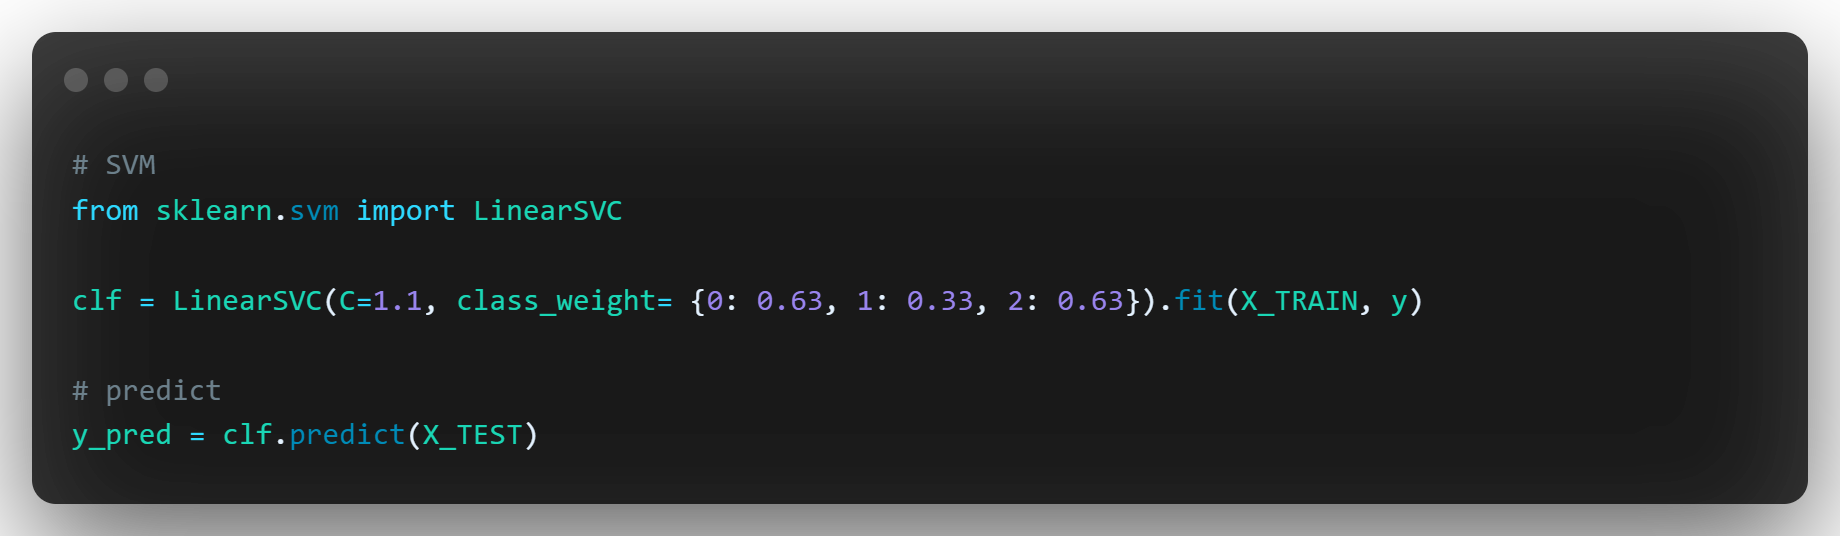 # SVM
from sklearn.svm import LinearSVC
clf = LinearSVC(C=1.1, class_weight= {0: 0.63, 1: 0.33, 2: 0.63}).fit(X_TRAIN, y)
# predict
y_pred = clf.predict(X_TEST)